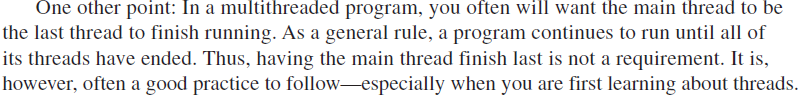 One other point: In a multithreaded program, you often will want the main thread to be
the last thread to finish running. As a general rule, a program continues to run until all of
its threads have ended. Thus, having the main thread finish last is not a requirement. It is,
however, often a good practice to follow—especially when you are first learning about threads.